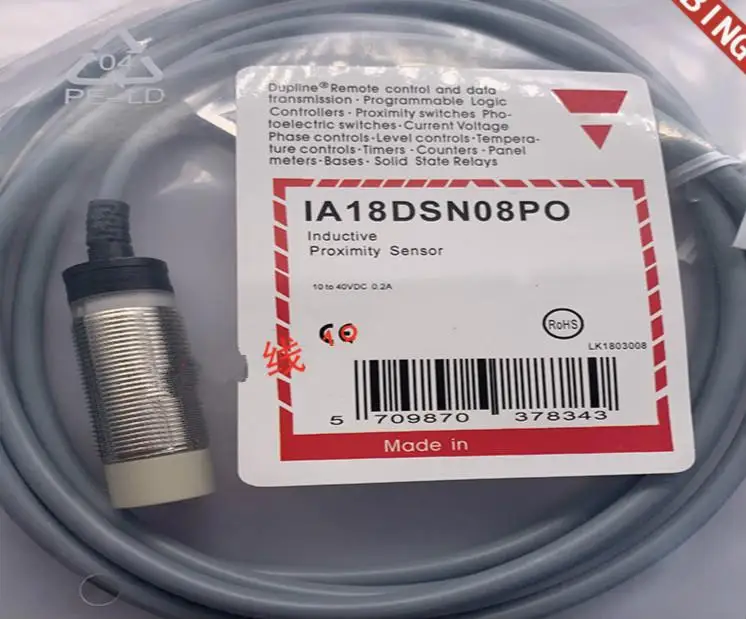 04
PE-LD
BING
Dupline® Remote control and data
transmission · Programmable Logic
Controllers · Proximity switches Pho-
toelectric switches · Current Voltage
Phase controls · Level controls · Tempera-
ture controls · Timers · Counters · Panel
meters · Bases · Solid State Relays
IA18DSN08PO
Inductive
Proximity Sensor
10 to 40VDC 0.2A
CE
RoHS
LK1803008
线
5 709870 378343
Made in